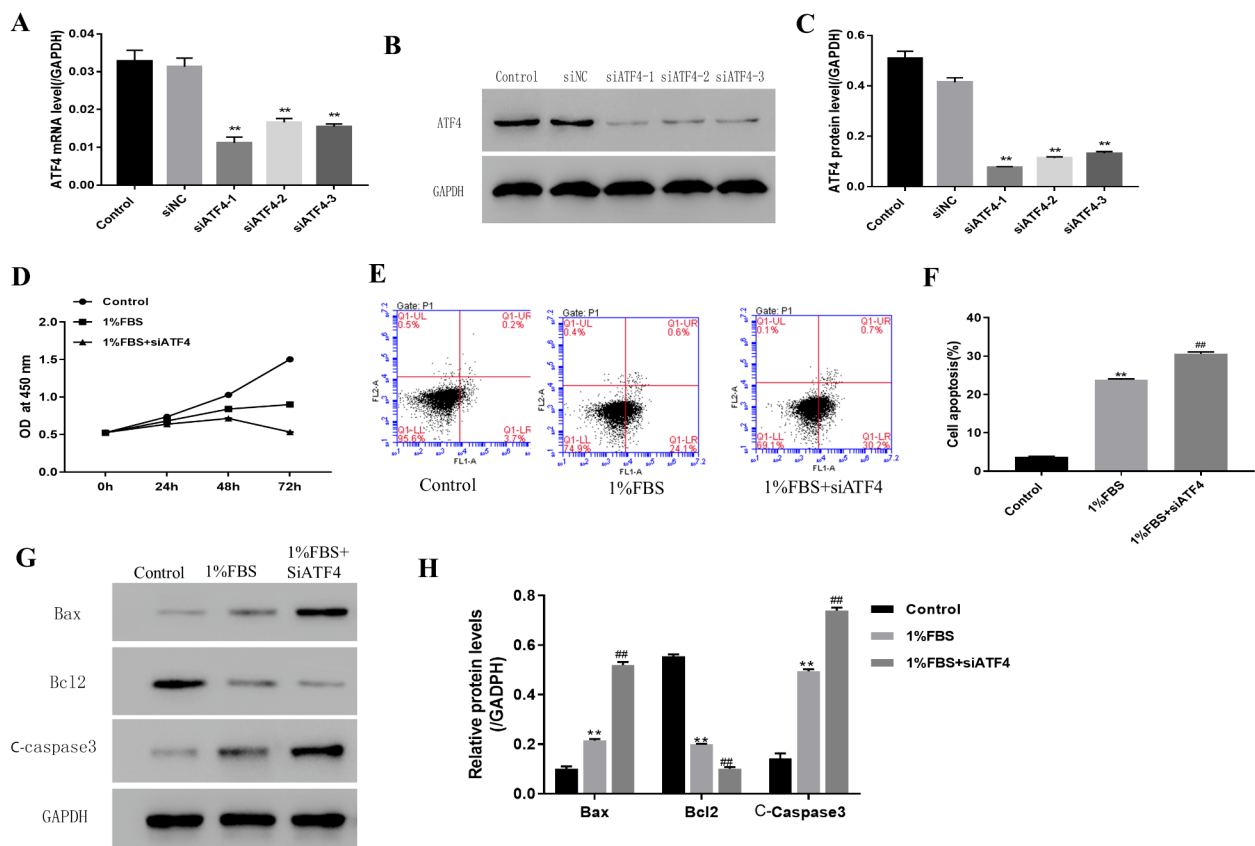 A
ATF4 mRNA level(/GAPDH)
0.04
0.03
0.02
0.01
0.00
**
**
**
Control
siNC
siATF4-1
siATF4-2
siATF4-3
B
Control siNC siATF4-1 siATF4-2 siATF4-3
ATF4
GAPDH
C
ATF4 protein level(/GAPDH)
0.6
0.4
0.2
0.0
**
**
**
Control
siNC
siATF4-1
siATF4-2
siATF4-3
D
Control
1%FBS
1%FBS+siATF4
OD at 450 nm
2.0
1.5
1.0
0.5
0.0
0h 24h 48h 72h
E
Gate: P1
Q1-UL
0.5%
Q1-UR
0.2%
Q1-LL
95.6%
Q1-LR
3.7%
FL2-A
FL1-A
Control
Gate: P1
Q1-UL
0.4%
Q1-UR
0.6%
Q1-LL
74.9%
Q1-LR
24.1%
FL2-A
FL1-A
1%FBS
Gate: P1
Q1-UL
0.1%
Q1-UR
0.7%
Q1-LL
69.1%
Q1-LR
30.2%
FL2-A
FL1-A
1%FBS+siATF4
F
Cell apoptosis(%)
40
30
20
10
0
**
##
Control
1%FBS
1%FBS+siATF4
G
Control 1%FBS 1%FBS+
SiATF4
Bax
Bcl2
C-caspase3
GAPDH
H
Relative protein levels
(/GADPH)
0.8
0.6
0.4
0.2
0.0
**
##
**
##
**
##
Bax Bcl2 C-Caspase3
Control
1%FBS
1%FBS+siATF4